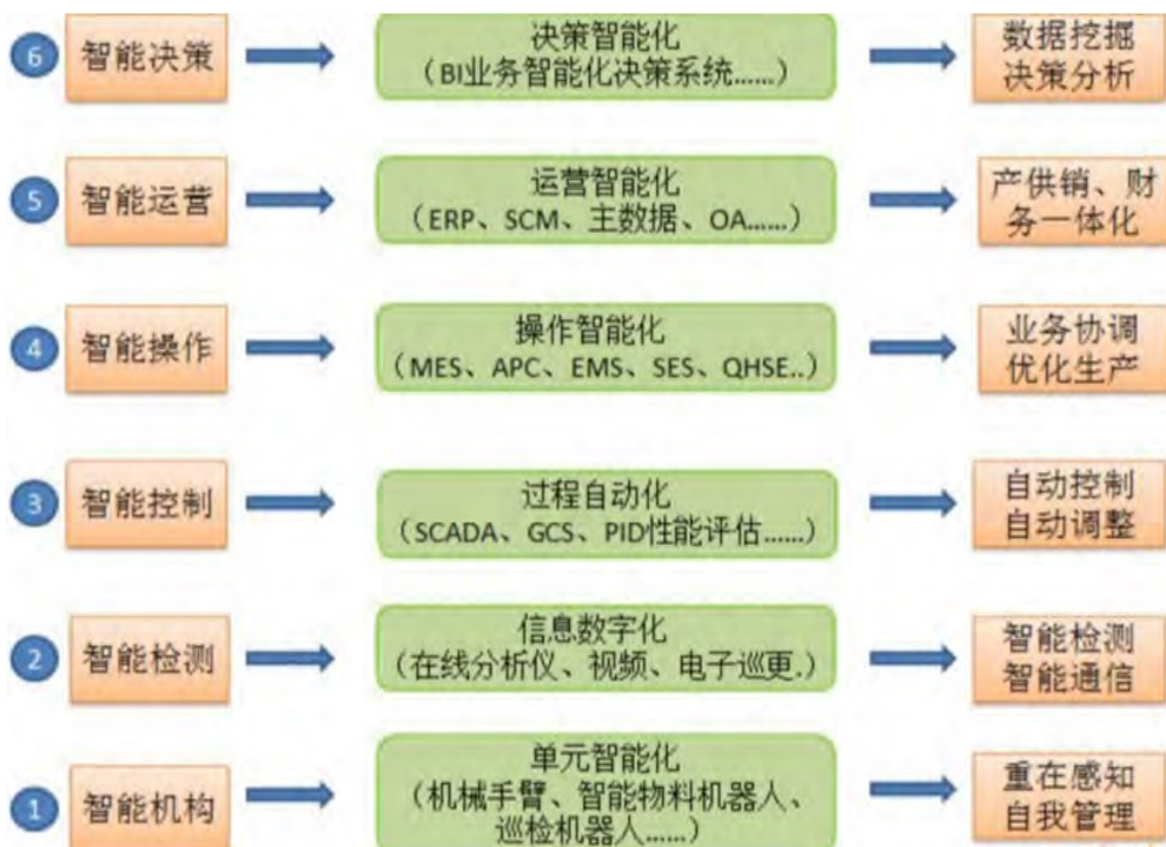 6
智能决策
决策智能化
（BI业务智能化决策系统......）
数据挖掘
决策分析
5
智能运营
运营智能化
（ERP、SCM、主数据、OA......）
产供销、财
务一体化
4
智能操作
操作智能化
（MES、APC、EMS、SES、QHSE..）
业务协调
优化生产
3
智能控制
过程自动化
（SCADA、GCS、PID性能评估......）
自动控制
自动调整
2
智能检测
信息数字化
（在线分析仪、视频、电子巡更.）
智能检测
智能通信
1
智能机构
单元智能化
（机械手臂、智能物料机器人、
巡检机器人......）
重在感知
自我管理